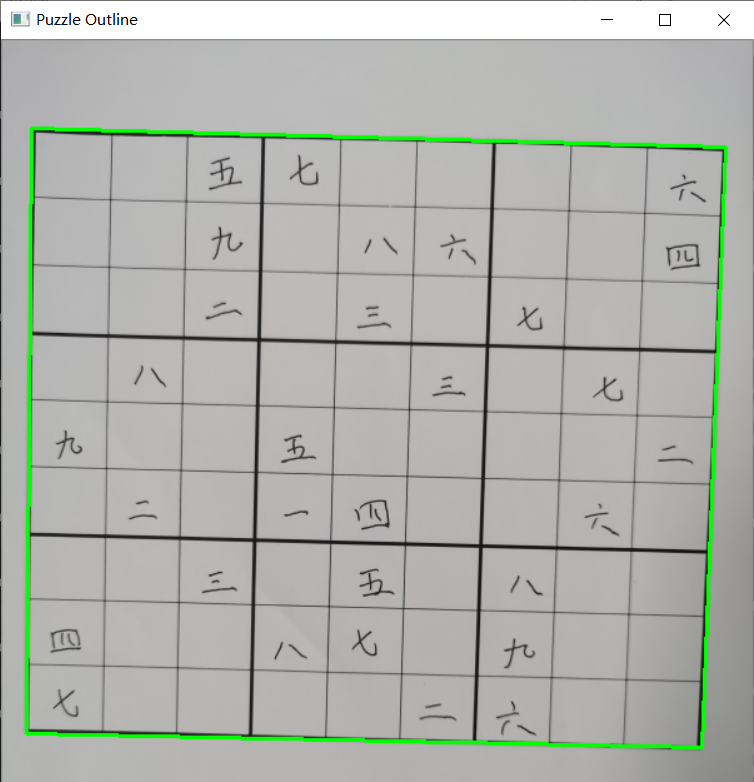 Puzzle Outline
五 七 六
九 八 六 四
二 三 七
八 三 七
九 五 二
二 一 四 六
三 五 八
四 八 七 九
七 二 六